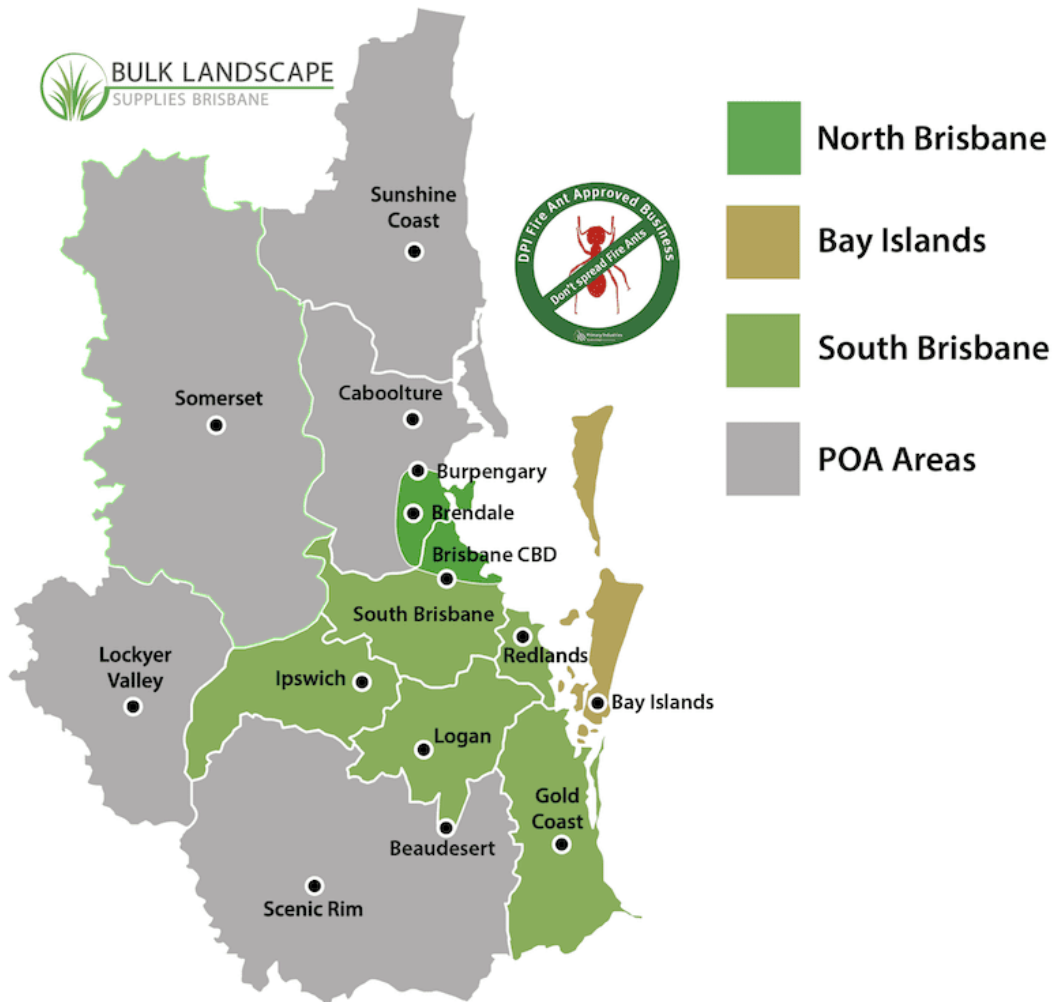 BULK LANDSCAPE
SUPPLIES BRISBANE
North Brisbane
Bay Islands
South Brisbane
POA Areas
DPI Fire Ant Approved Business
Don't spread Fire Ants
Sunshine
Coast
Somerset
Caboolture
Burpengary
Brendale
Brisbane CBD
South Brisbane
Redlands
Lockyer
Valley
Ipswich
Bay Islands
Logan
Gold
Coast
Beaudesert
Scenic Rim